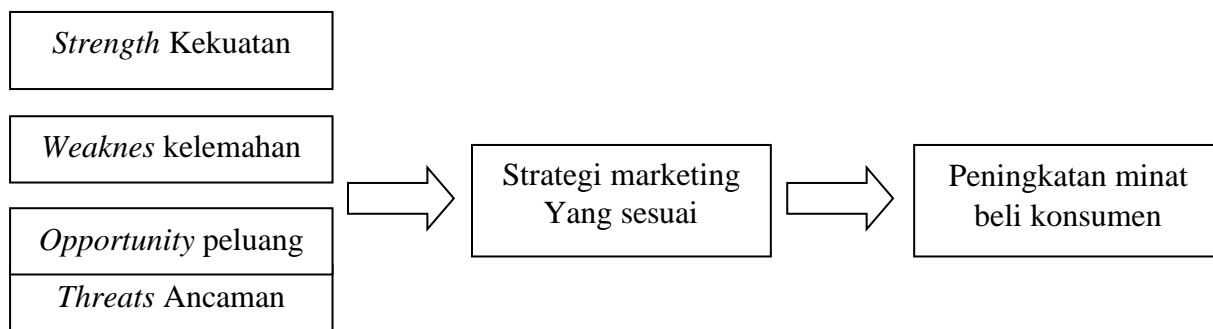 Strength Kekuatan
Weaknes kelemahan
Opportunity peluang
Threats Ancaman
Strategi marketing
Yang sesuai
Peningkatan minat
beli konsumen